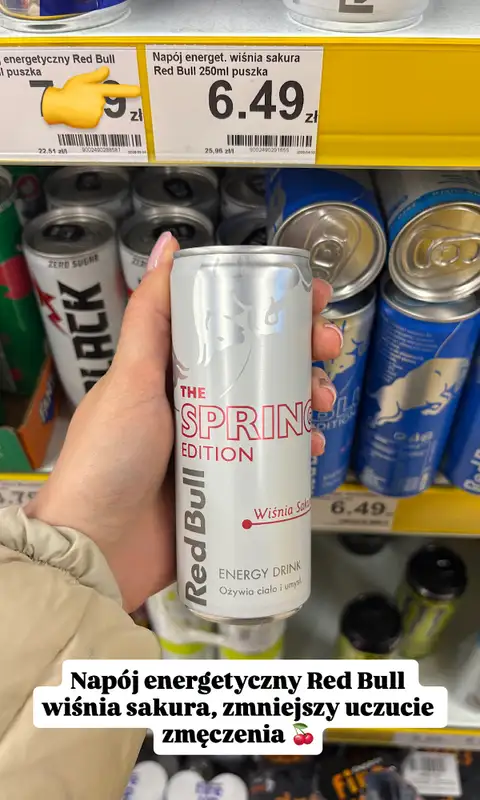 energetyczny Red Bull
puszka
9 zł
22,51 zł/l
Napój energet. wiśnia sakura
Red Bull 250ml puszka
6.49 zł
25,96 zł/l
ZERO SUGAR
BLACK
THE
SPRING
EDITION
Red Bull
Wiśnia
ENERGY DRINK
Ożywia ciało i umysł.
6.49
Napój energetyczny Red Bull
wiśnia sakura, zmniejszy uczucie
zmęczenia 🍒